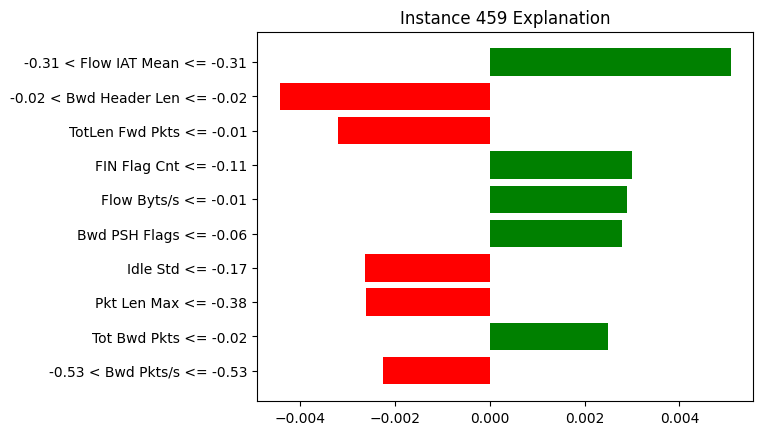 Instance 459 Explanation
-0.31 < Flow IAT Mean <= -0.31
-0.02 < Bwd Header Len <= -0.02
TotLen Fwd Pkts <= -0.01
FIN Flag Cnt <= -0.11
Flow Byts/s <= -0.01
Bwd PSH Flags <= -0.06
Idle Std <= -0.17
Pkt Len Max <= -0.38
Tot Bwd Pkts <= -0.02
-0.53 < Bwd Pkts/s <= -0.53
−0.004 −0.002 0.000 0.002 0.004